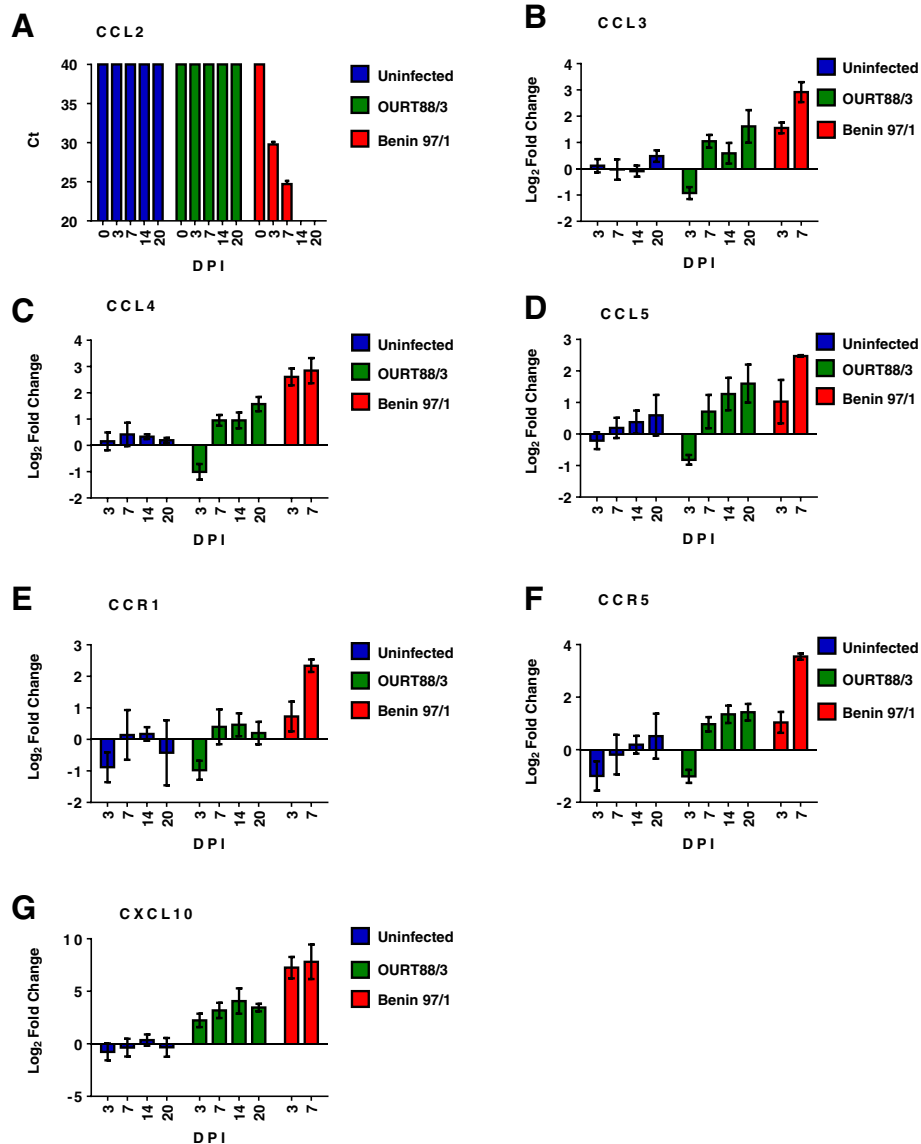 A
CCL2
Ct
40
35
30
25
20
0 3 7 14 20 0 3 7 14 20 0 3 7 14 20
DPI
Uninfected
OURT88/3
Benin 97/1
B
CCL3
Log2 Fold Change
4
3
2
1
0
-1
-2
3 7 14 20 3 7 14 20 3 7
DPI
Uninfected
OURT88/3
Benin 97/1
C
CCL4
Log2 Fold Change
4
3
2
1
0
-1
-2
3 7 14 20 3 7 14 20 3 7
DPI
Uninfected
OURT88/3
Benin 97/1
D
CCL5
Log2 Fold Change
3
2
1
0
-1
-2
3 7 14 20 3 7 14 20 3 7
DPI
Uninfected
OURT88/3
Benin 97/1
E
CCR1
Log2 Fold Change
3
2
1
0
-1
-2
3 7 14 20 3 7 14 20 3 7
DPI
Uninfected
OURT88/3
Benin 97/1
F
CCR5
Log2 Fold Change
4
2
0
-2
3 7 14 20 3 7 14 20 3 7
DPI
Uninfected
OURT88/3
Benin 97/1
G
CXCL10
Log2 Fold Change
10
5
0
-5
3 7 14 20 3 7 14 20 3 7
DPI
Uninfected
OURT88/3
Benin 97/1